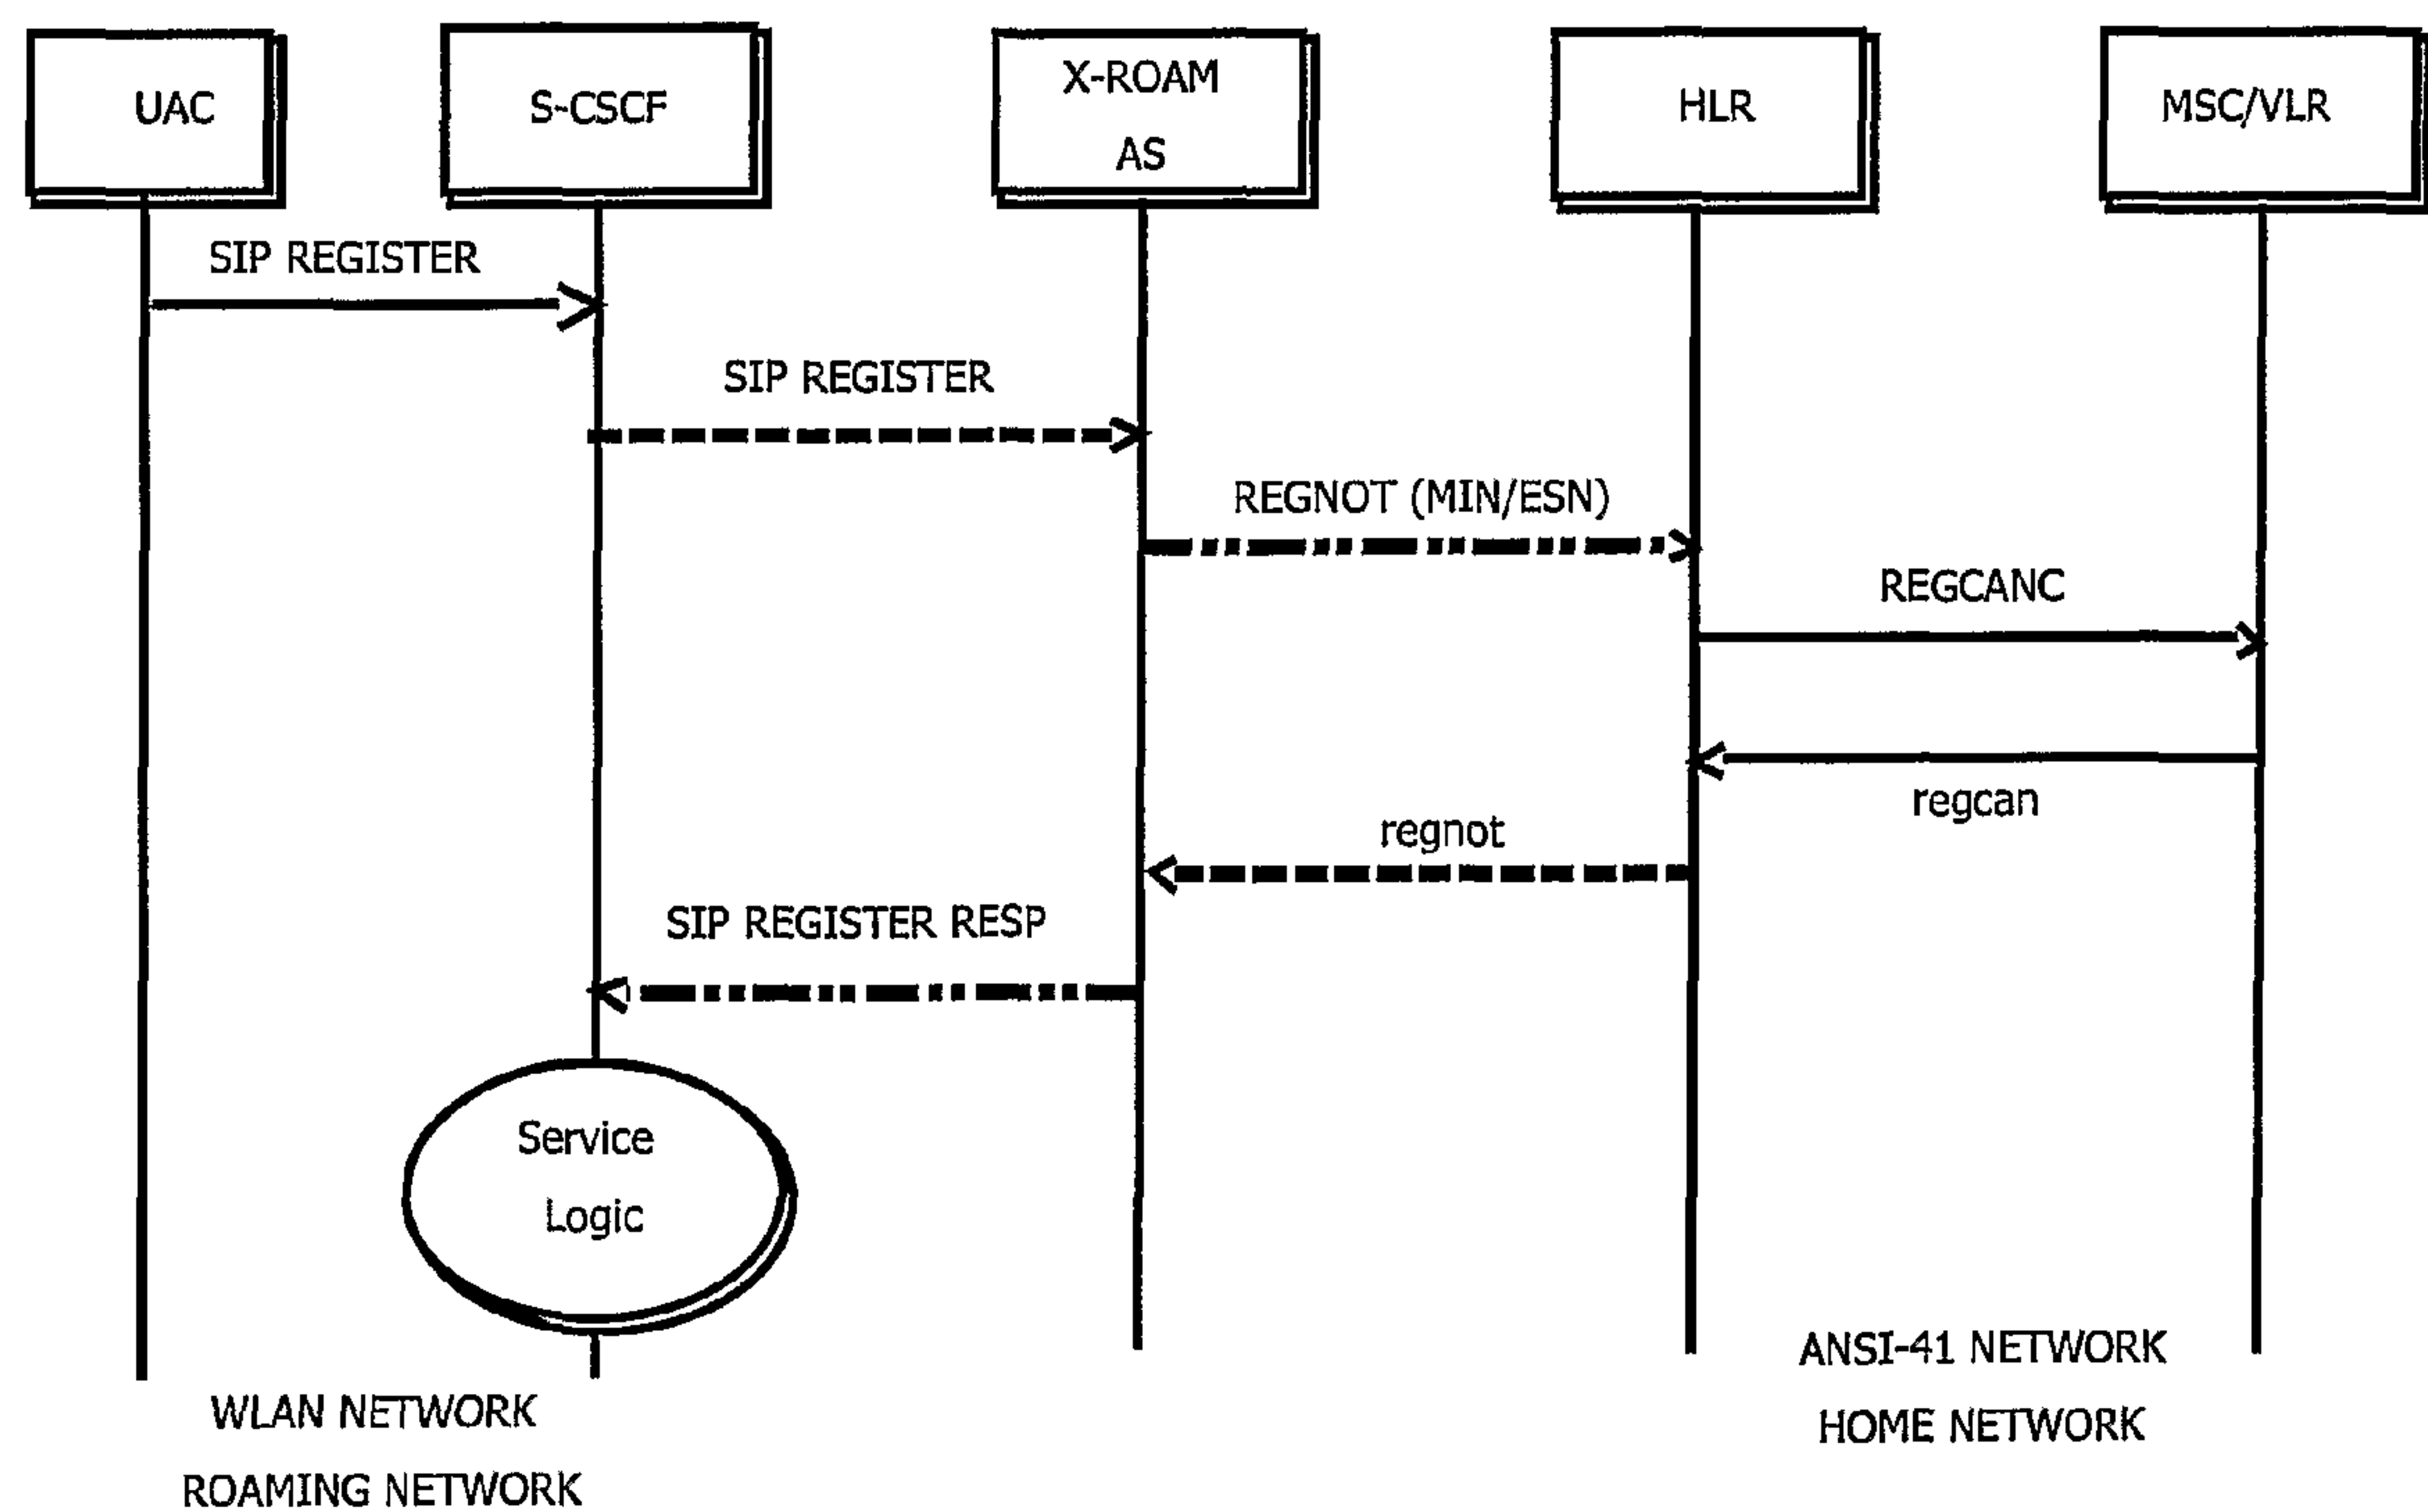 UAC
S-CSCF
X-ROAM
AS
HLR
MSC/VLR
SIP REGISTER
SIP REGISTER
REGNOT (MIN/ESN)
REGCANC
regcan
regnot
SIP REGISTER RESP
Service
Logic
WLAN NETWORK
ROAMING NETWORK
ANSI-41 NETWORK
HOME NETWORK